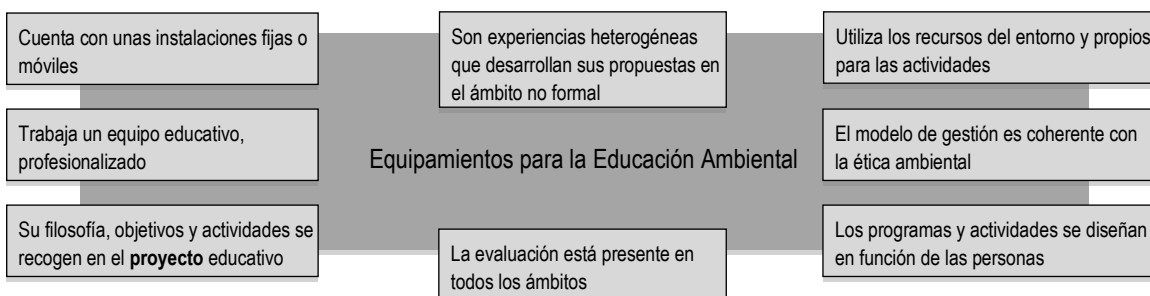 Cuenta con unas instalaciones fijas o
móviles
Son experiencias heterogéneas
que desarrollan sus propuestas en
el ámbito no formal
Utiliza los recursos del entorno y propios
para las actividades
Trabaja un equipo educativo,
profesionalizado
Equipamientos para la Educación Ambiental
El modelo de gestión es coherente con
la ética ambiental
Su filosofía, objetivos y actividades se
recogen en el proyecto educativo
La evaluación está presente en
todos los ámbitos
Los programas y actividades se diseñan
en función de las personas